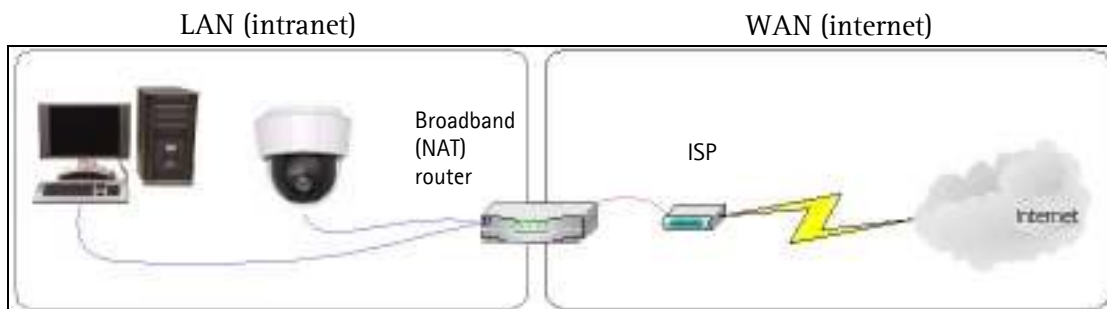 LAN (intranet)
WAN (internet)
Broadband
(NAT)
router
ISP
Internet